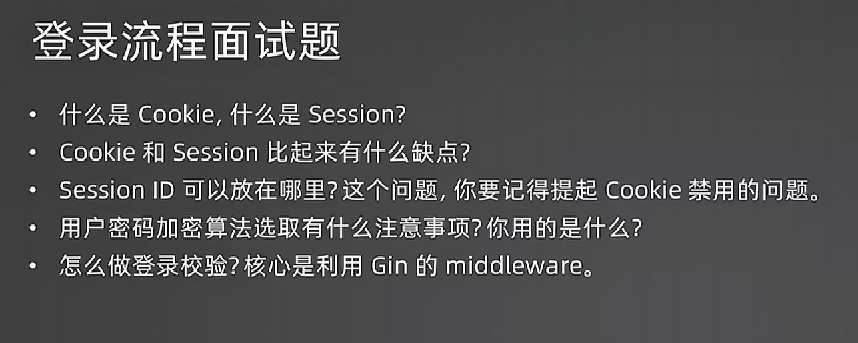 登录流程面试题
• 什么是 Cookie, 什么是 Session?
• Cookie 和 Session 比起来有什么缺点?
• Session ID 可以放在哪里? 这个问题, 你要记得提起 Cookie 禁用的问题。
• 用户密码加密算法选取有什么注意事项? 你用的是什么?
• 怎么做登录校验? 核心是利用 Gin 的 middleware。